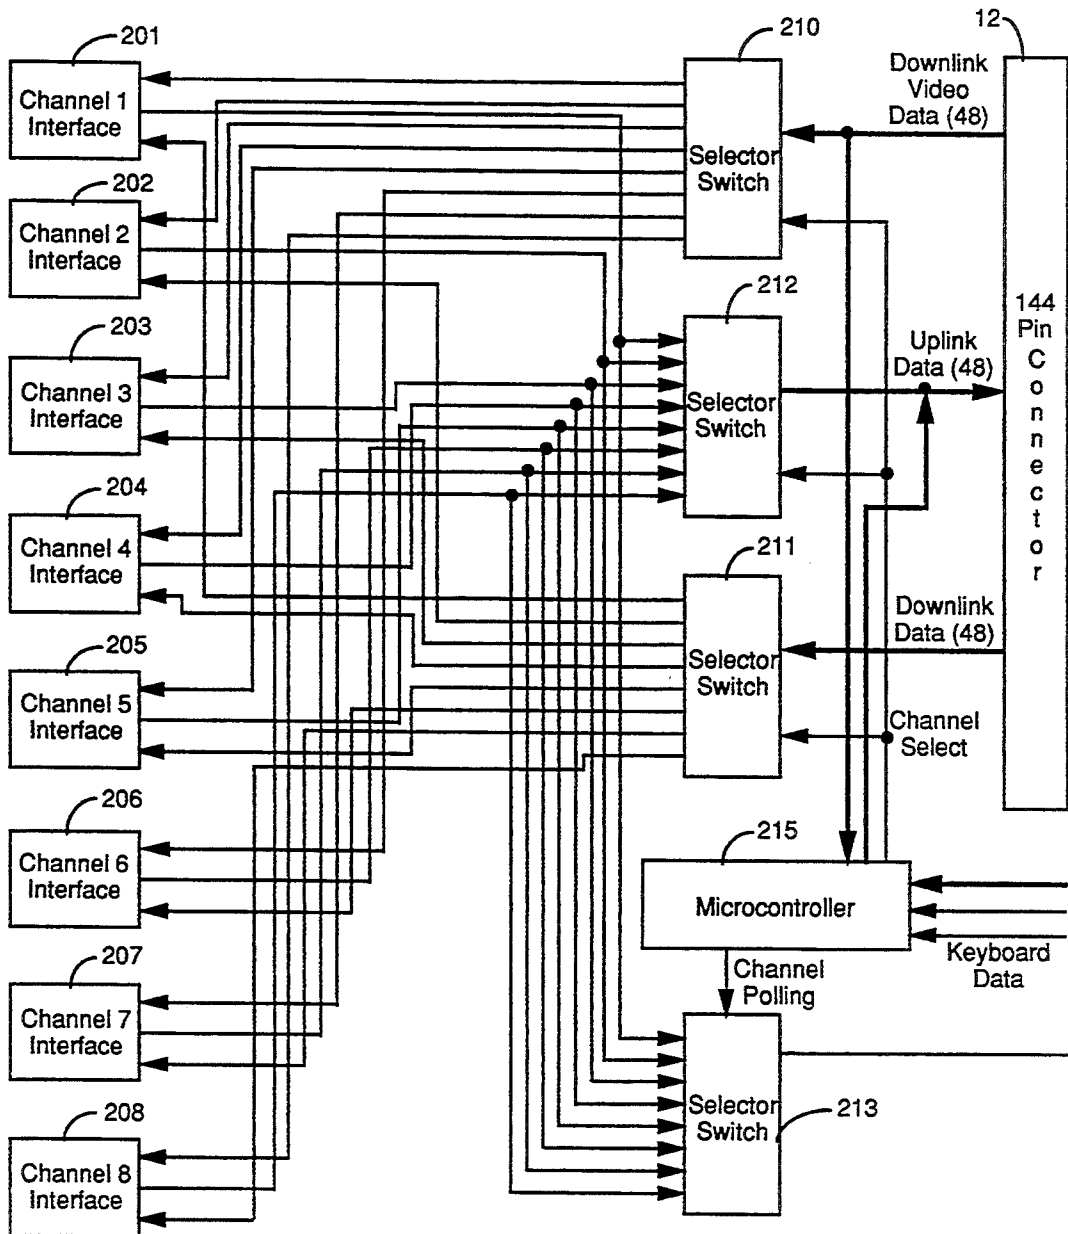 201
Channel 1
Interface
202
Channel 2
Interface
203
Channel 3
Interface
204
Channel 4
Interface
205
Channel 5
Interface
206
Channel 6
Interface
207
Channel 7
Interface
208
Channel 8
Interface
210
Selector
Switch
212
Selector
Switch
211
Selector
Switch
215
Microcontroller
Channel
Polling
Selector
Switch
213
12
Downlink
Video
Data (48)
Uplink
Data (48)
Downlink
Data (48)
Channel
Select
Keyboard
Data
144
Pin
C
o
n
n
e
c
t
o
r